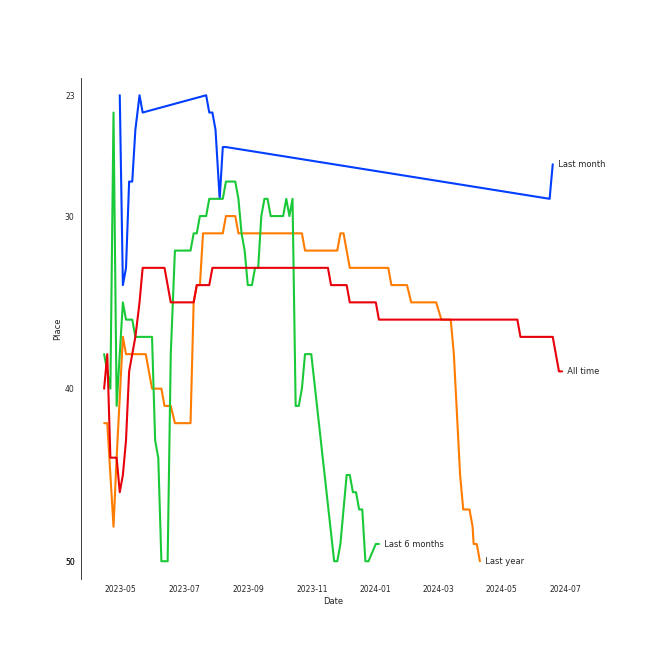 23
30
40
50
Place
Last month
All time
Last 6 months
Last year
2023-05 2023-07 2023-09 2023-11 2024-01 2024-03 2024-05 2024-07
Date